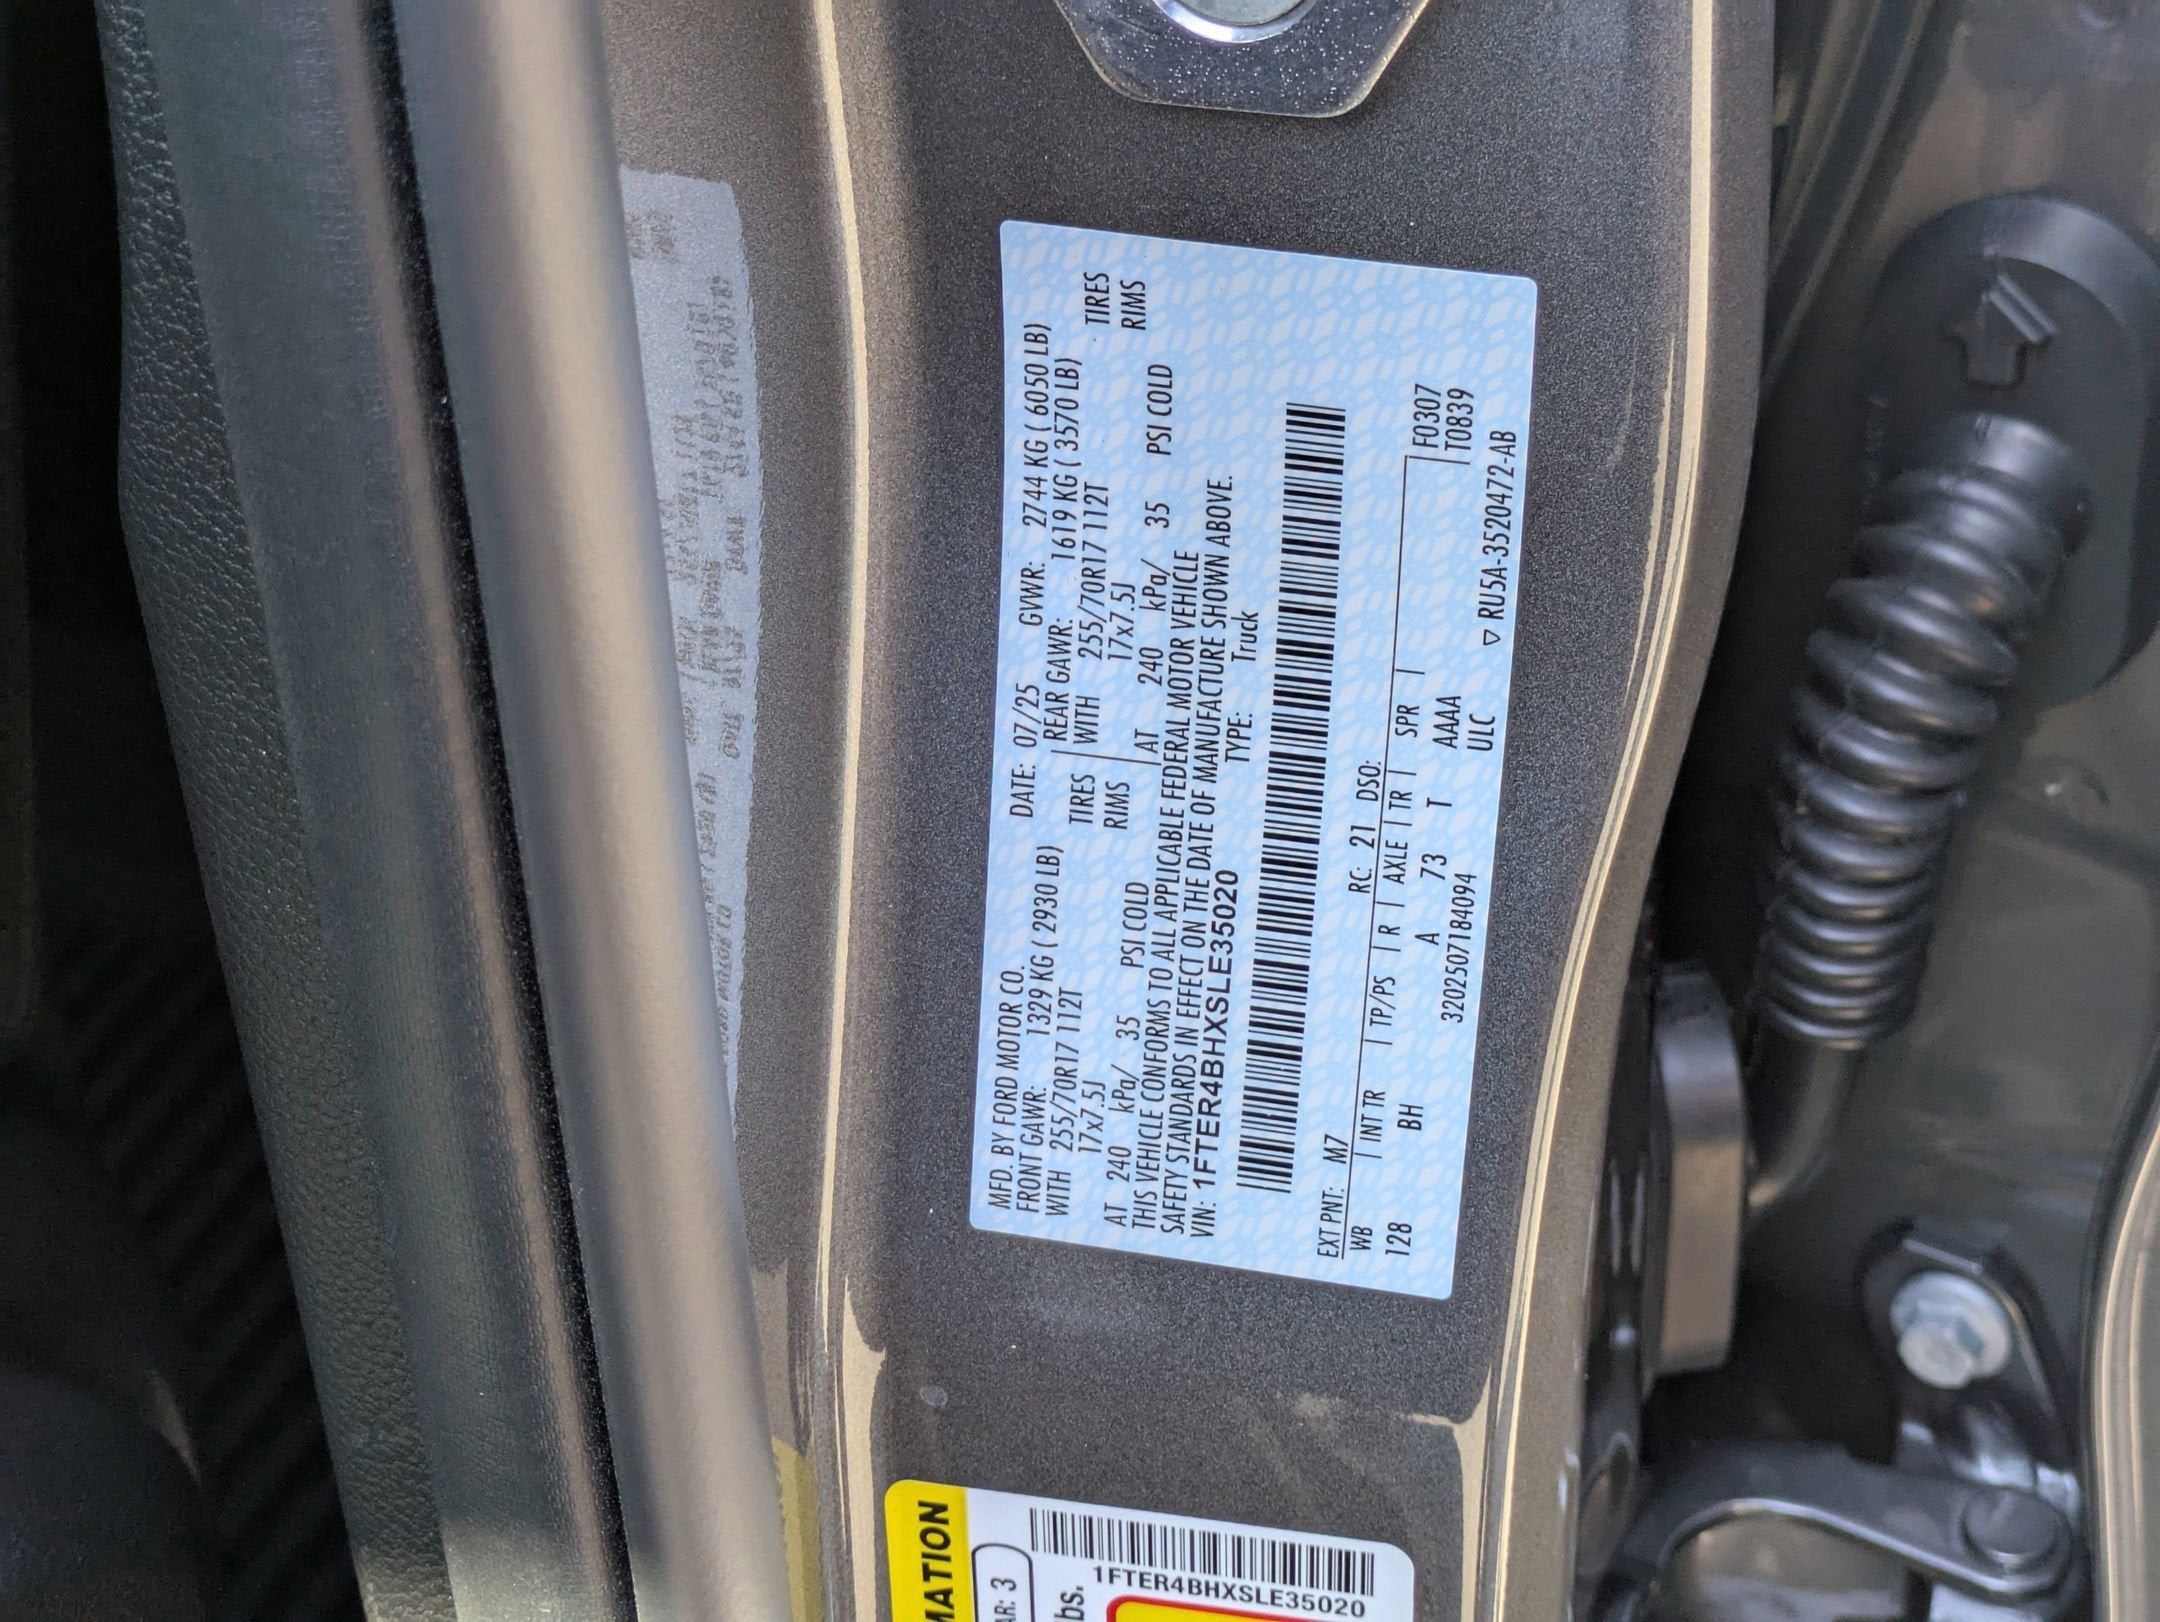 MFD. BY FORD MOTOR CO. DATE: 07/25 GVWR: 2744 KG ( 6050 LB)
FRONT GAWR: 1329 KG ( 2930 LB) REAR GAWR: 1619 KG ( 3570 LB)
WITH 255/70R17 112T TIRES WITH 255/70R17 112T TIRES
17x7.5J RIMS 17x7.5J RIMS
AT 240 kPa/ 35 PSI COLD AT 240 kPa/ 35 PSI COLD
THIS VEHICLE CONFORMS TO ALL APPLICABLE FEDERAL MOTOR VEHICLE
SAFETY STANDARDS IN EFFECT ON THE DATE OF MANUFACTURE SHOWN ABOVE.
VIN: 1FTER4BHXSLE35020 TYPE: Truck
EXT PNT: M7 RC: 21 DSO:
WB INT TR TP/PS R AXLE TR SPR F0307
128 BH A 73 T AAAA T0839
3202507184094 ULC
RU5A-3520472-AB
MATION
AR: 3
bs.
1FTER4BHXSLE35020